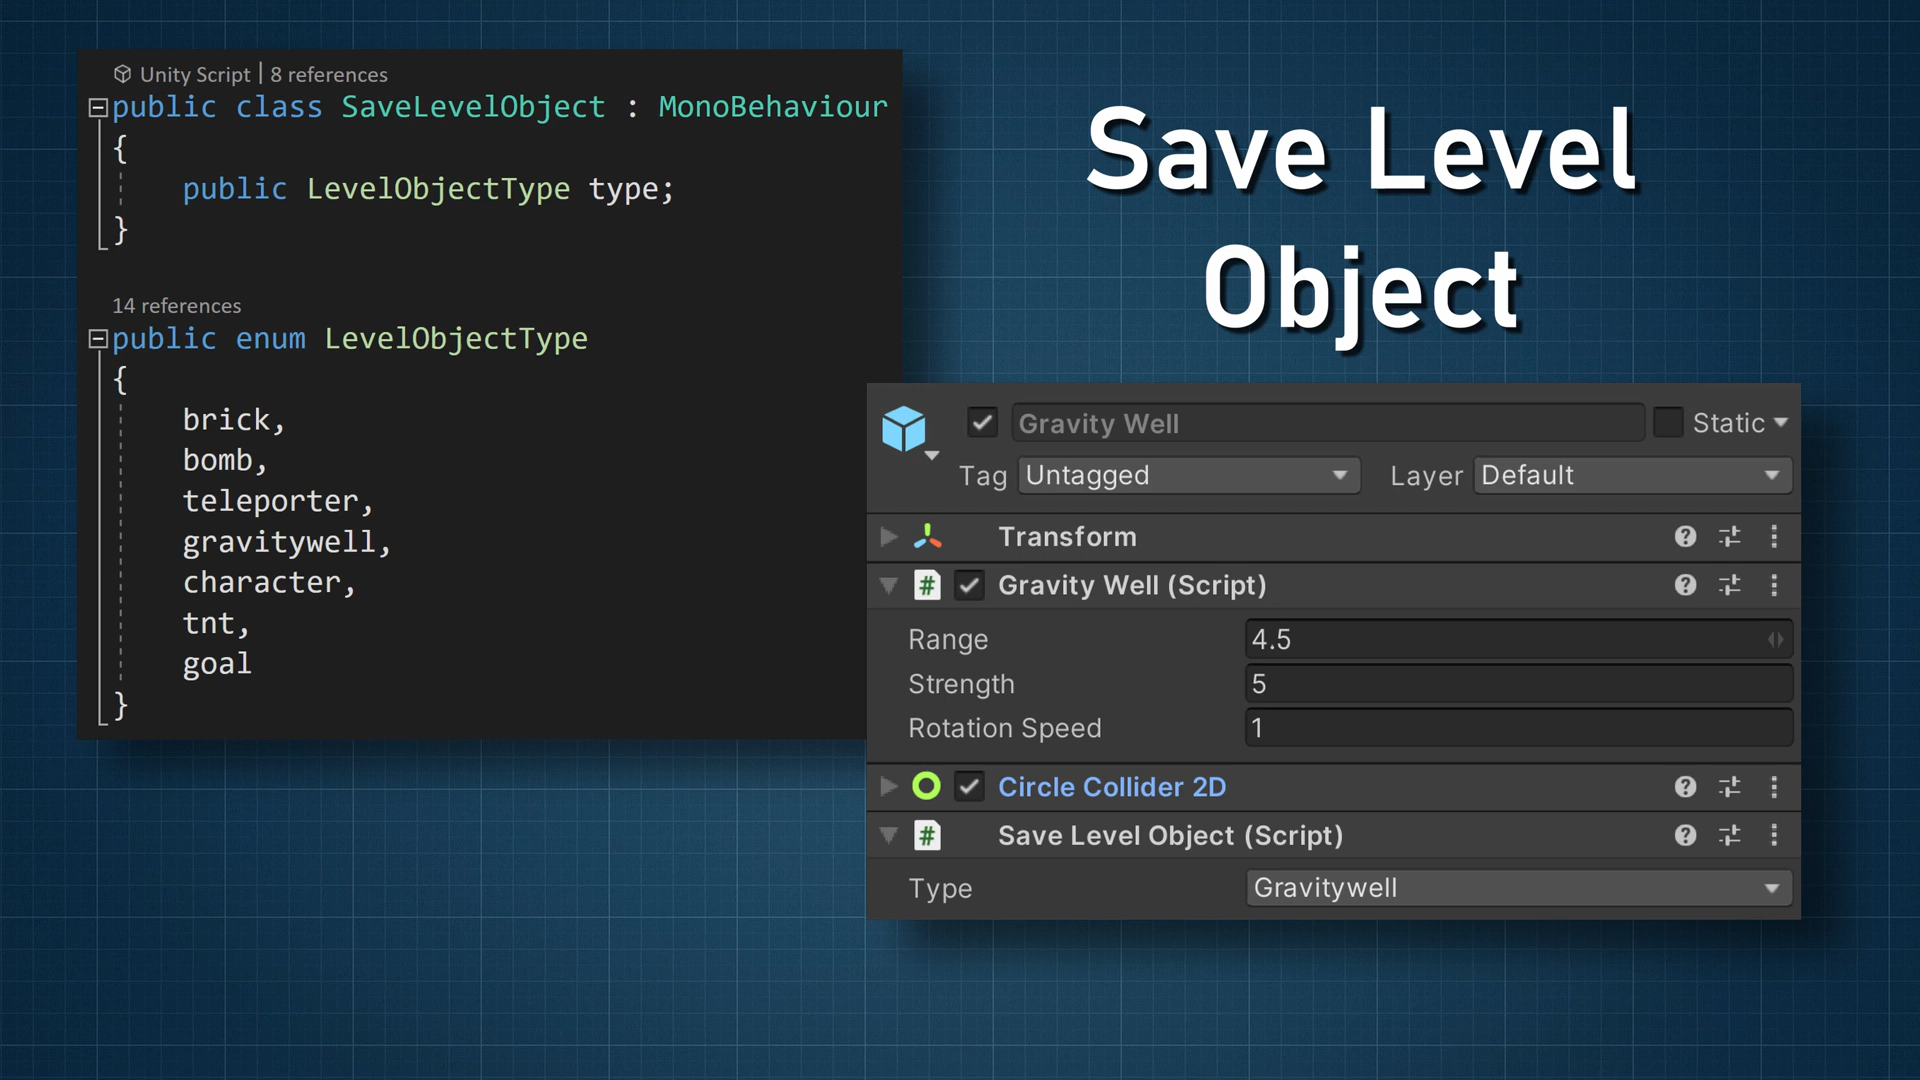 Unity Script | 8 references
public class SaveLevelObject : MonoBehaviour
{
public LevelObjectType type;
}
14 references
public enum LevelObjectType
{
brick,
bomb,
teleporter,
gravitywell,
character,
tnt,
goal
}
Save Level
Object
Gravity Well
Static
Tag Untagged Layer Default
Transform
# Gravity Well (Script)
Range 4.5
Strength 5
Rotation Speed 1
Circle Collider 2D
# Save Level Object (Script)
Type Gravitywell